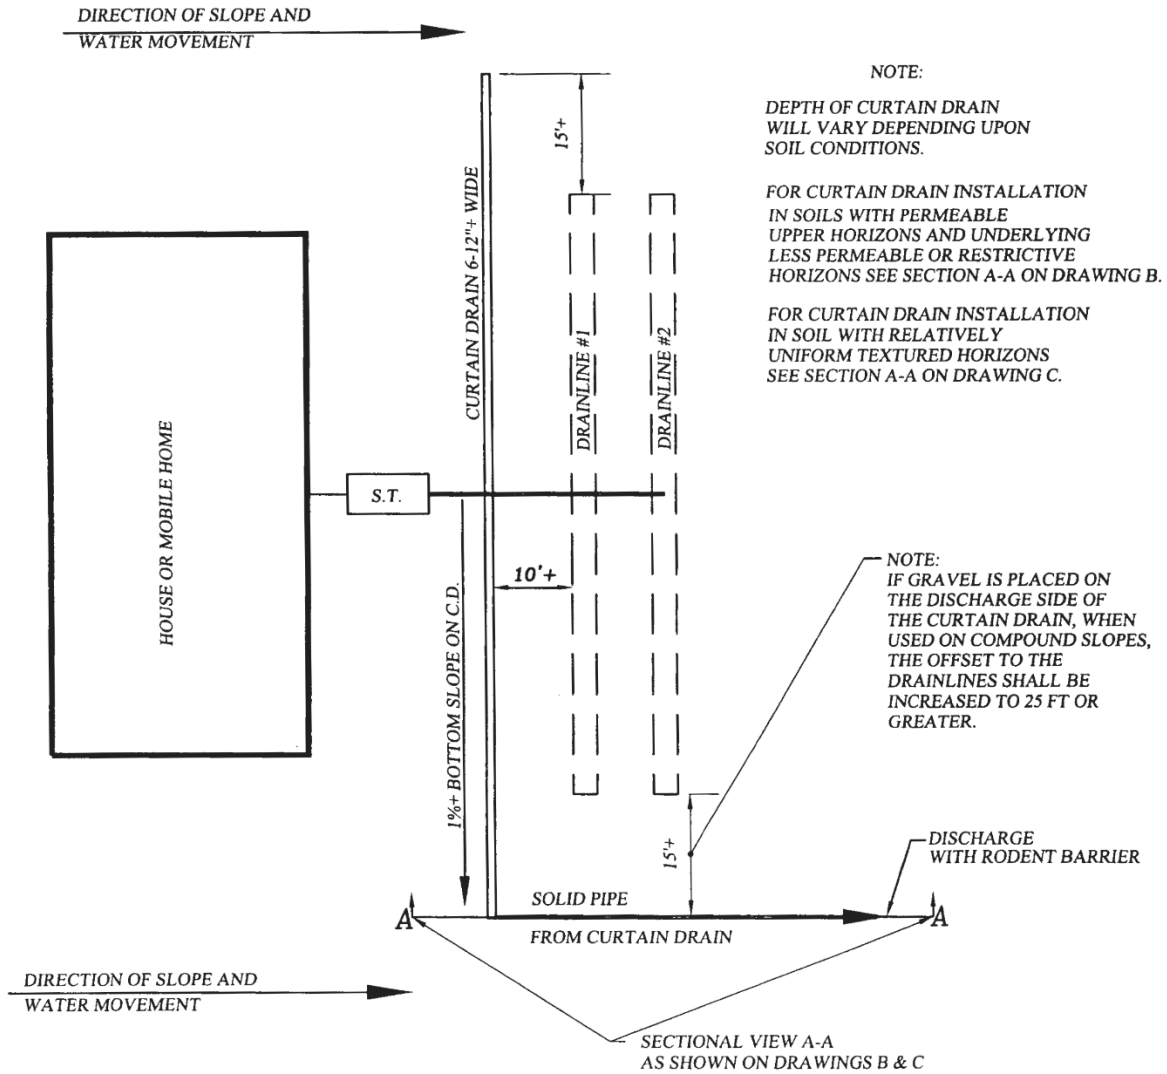 DIRECTION OF SLOPE AND
WATER MOVEMENT
NOTE:
DEPTH OF CURTAIN DRAIN
WILL VARY DEPENDING UPON
SOIL CONDITIONS.
FOR CURTAIN DRAIN INSTALLATION
IN SOILS WITH PERMEABLE
UPPER HORIZONS AND UNDERLYING
LESS PERMEABLE OR RESTRICTIVE
HORIZONS SEE SECTION A-A ON DRAWING B.
FOR CURTAIN DRAIN INSTALLATION
IN SOIL WITH RELATIVELY
UNIFORM TEXTURED HORIZONS
SEE SECTION A-A ON DRAWING C.
15'+
CURTAIN DRAIN 6-12"+ WIDE
DRAINLINE #1
DRAINLINE #2
HOUSE OR MOBILE HOME
S.T.
10'+
1%+ BOTTOM SLOPE ON C.D.
NOTE:
IF GRAVEL IS PLACED ON
THE DISCHARGE SIDE OF
THE CURTAIN DRAIN, WHEN
USED ON COMPOUND SLOPES,
THE OFFSET TO THE
DRAINLINES SHALL BE
INCREASED TO 25 FT OR
GREATER.
15'+
DISCHARGE
WITH RODENT BARRIER
SOLID PIPE
A
A
FROM CURTAIN DRAIN
DIRECTION OF SLOPE AND
WATER MOVEMENT
SECTIONAL VIEW A-A
AS SHOWN ON DRAWINGS B & C